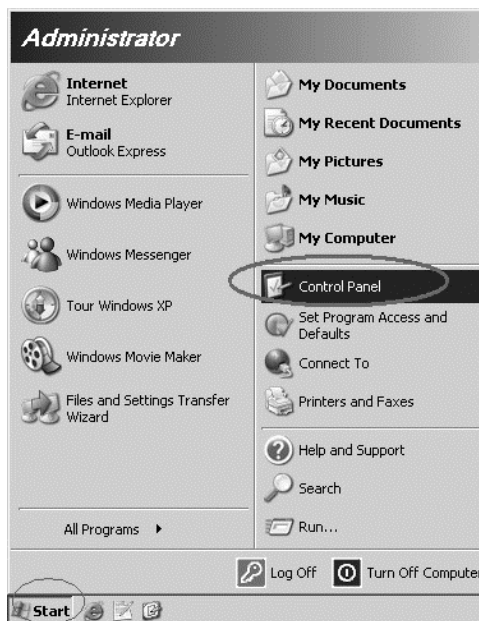 Administrator
Internet
Internet Explorer
E-mail
Outlook Express
Windows Media Player
Windows Messenger
Tour Windows XP
Windows Movie Maker
Files and Settings Transfer
Wizard
All Programs
My Documents
My Recent Documents
My Pictures
My Music
My Computer
Control Panel
Set Program Access and
Defaults
Connect To
Printers and Faxes
Help and Support
Search
Run...
Log Off
Turn Off Computer
Start